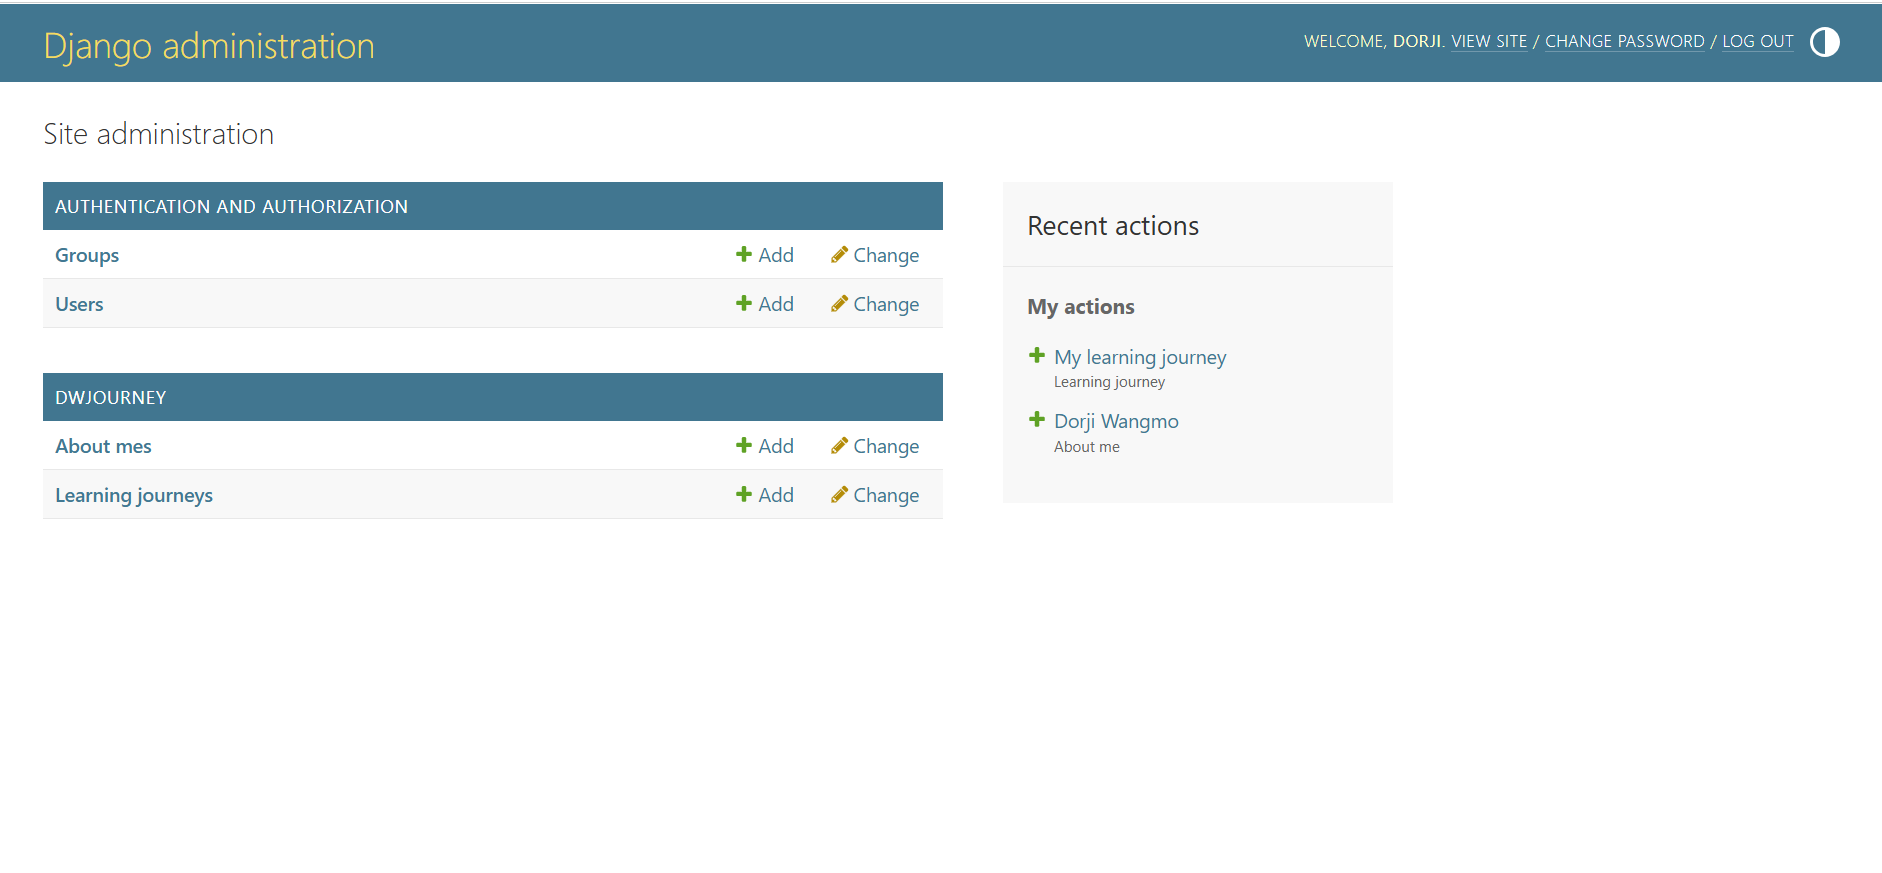 Django administration
WELCOME, DORJI. VIEW SITE / CHANGE PASSWORD / LOG OUT
Site administration
AUTHENTICATION AND AUTHORIZATION
Groups Add Change
Users Add Change
DWJOURNEY
About mes Add Change
Learning journeys Add Change
Recent actions
My actions
My learning journey
Learning journey
Dorji Wangmo
About me